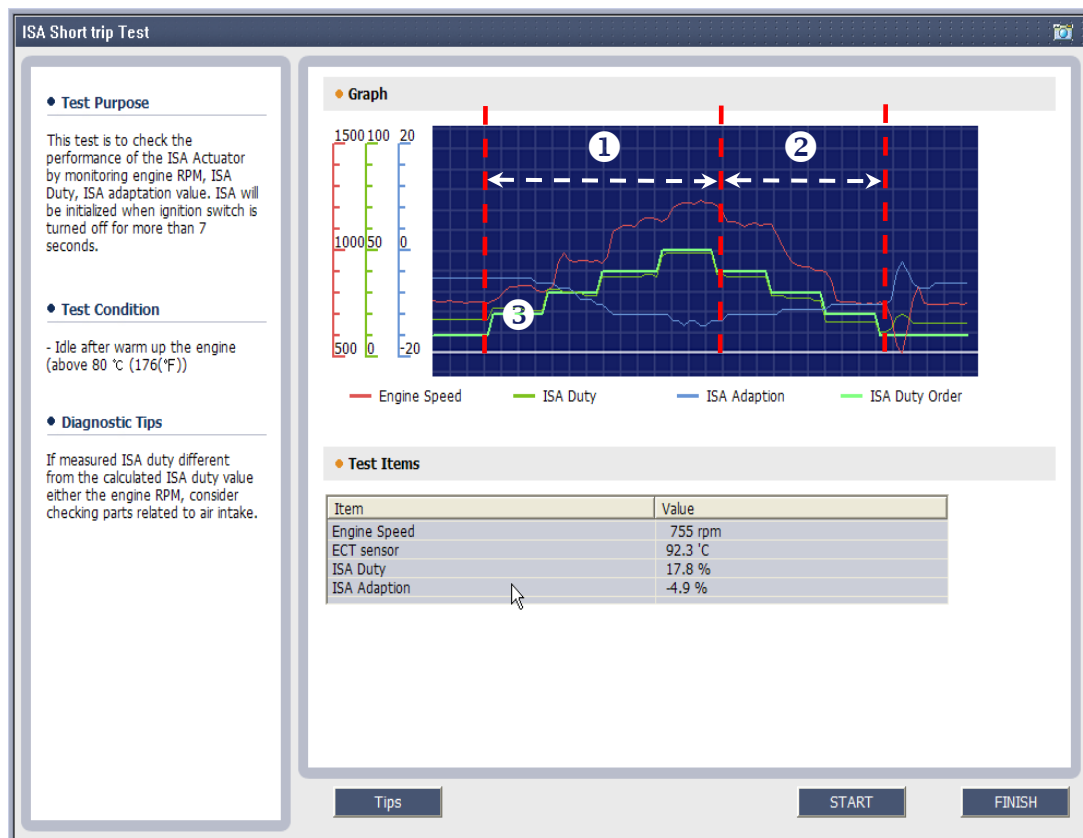 ISA Short trip Test
• Test Purpose
This test is to check the
performance of the ISA Actuator
by monitoring engine RPM, ISA
Duty, ISA adaptation value. ISA will
be initialized when ignition switch is
turned off for more than 7
seconds.
• Test Condition
- Idle after warm up the engine
(above 80 ℃ (176(℉))
• Diagnostic Tips
If measured ISA duty different
from the calculated ISA duty value
either the engine RPM, consider
checking parts related to air intake.
• Graph
1500 100 20
1000 50 0
500 0 -20
❶
❷
❸
Engine Speed ISA Duty ISA Adaption ISA Duty Order
• Test Items
Item Value
Engine Speed 755 rpm
ECT sensor 92.3 'C
ISA Duty 17.8 %
ISA Adaption -4.9 %
Tips START FINISH